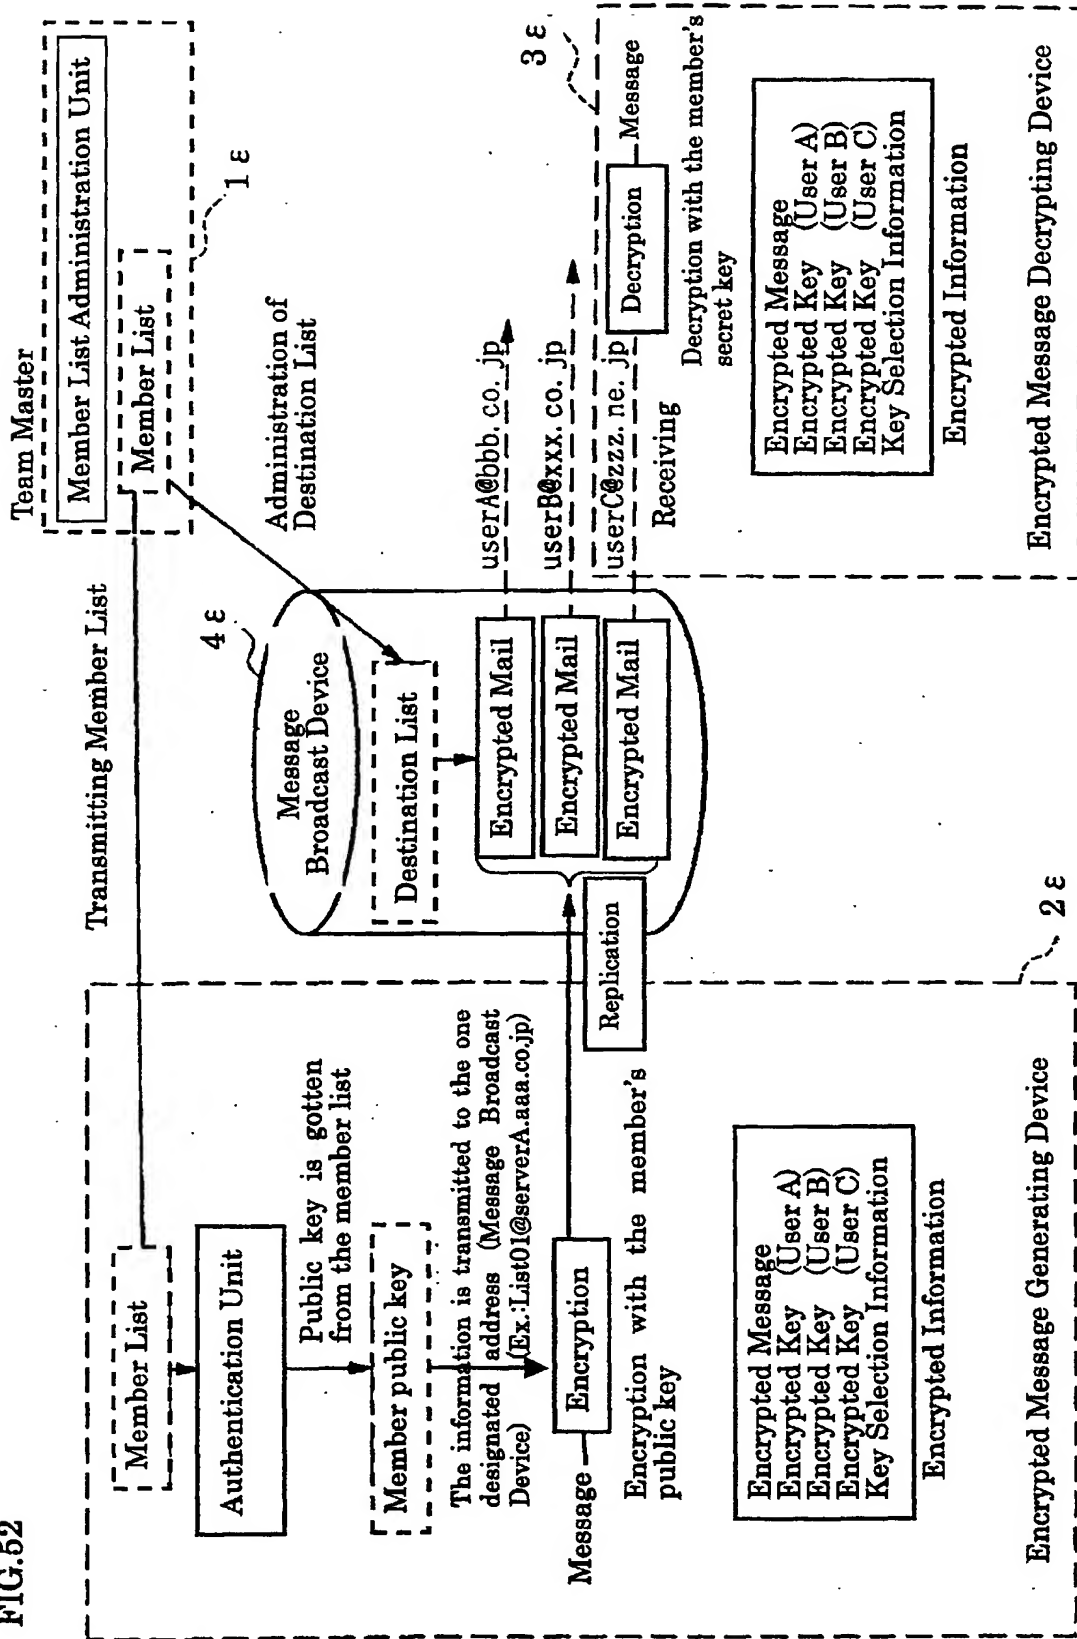 FIG.52
Team Master
Member List Administration Unit
Member List
1 ε
Transmitting Member List
Administration of
Destination List
4 ε
Message
Broadcast Device
Destination List
Encrypted Mail
Encrypted Mail
Encrypted Mail
userA@bbb.co.jp
userB@xxx.co.jp
userC@zzz.ne.jp
Receiving
3 ε
Decryption
Message
Decryption with the member's
secret key
Encrypted Message
Encrypted Key (User A)
Encrypted Key (User B)
Encrypted Key (User C)
Key Selection Information
Encrypted Information
Encrypted Message Decrypting Device
Member List
Authentication Unit
Public key is gotten
from the member list
Member public key
The information is transmitted to the one
designated address (Message Broadcast
Device) (Ex.:List01@serverA.aaa.co.jp)
Message
Encryption
Replication
Encryption with the member's
public key
Encrypted Message
Encrypted Key (User A)
Encrypted Key (User B)
Encrypted Key (User C)
Key Selection Information
Encrypted Information
Encrypted Message Generating Device
2 ε